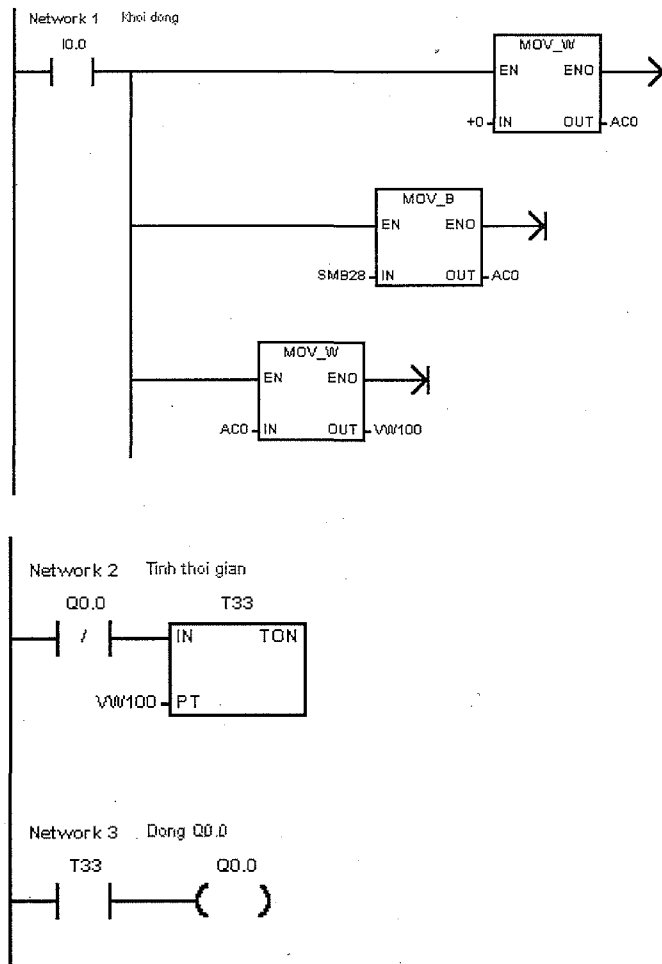 Network 1 Khoi dong
I0.0
MOV_W
EN ENO
+0 IN OUT AC0
MOV_B
EN ENO
SMB28 IN OUT AC0
MOV_W
EN ENO
AC0 IN OUT VW100
Network 2 Tinh thoi gian
Q0.0 T33
/ IN TON
VW100 PT
Network 3 Dong Q0.0
T33 Q0.0